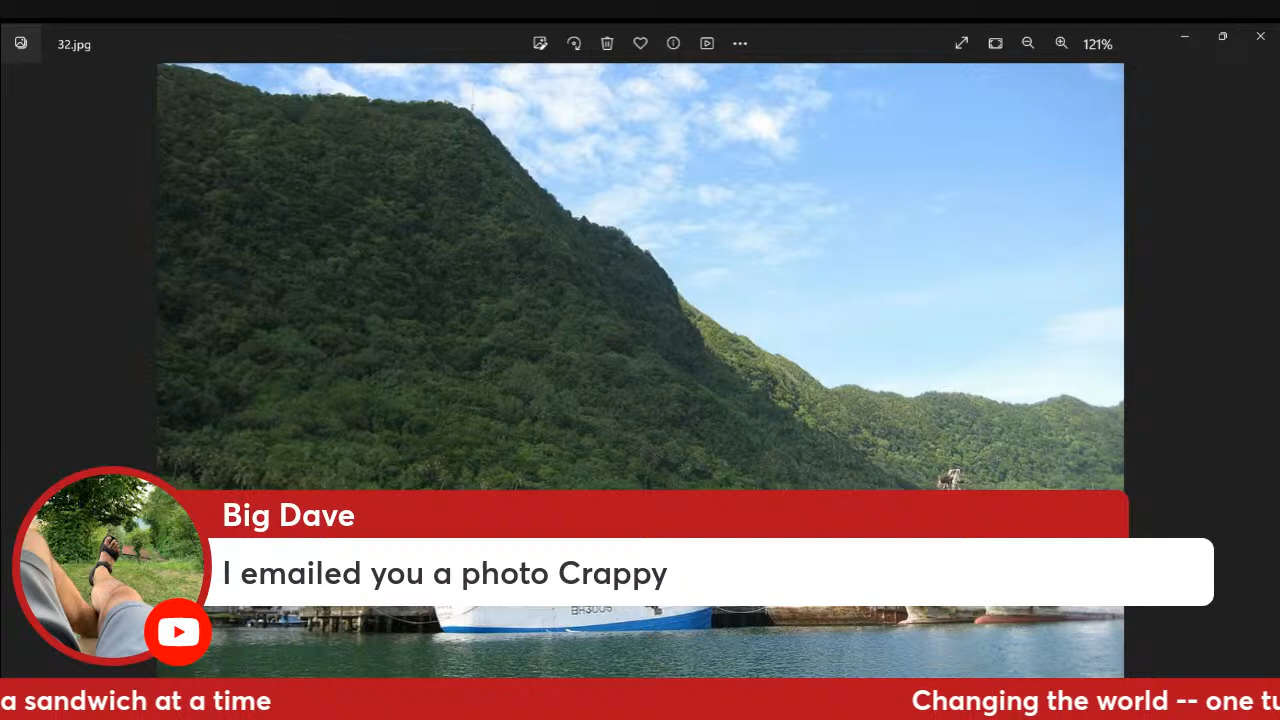 32.jpg
121%
Big Dave
I emailed you a photo Crappy
BH3005
a sandwich at a time
Changing the world -- one tu